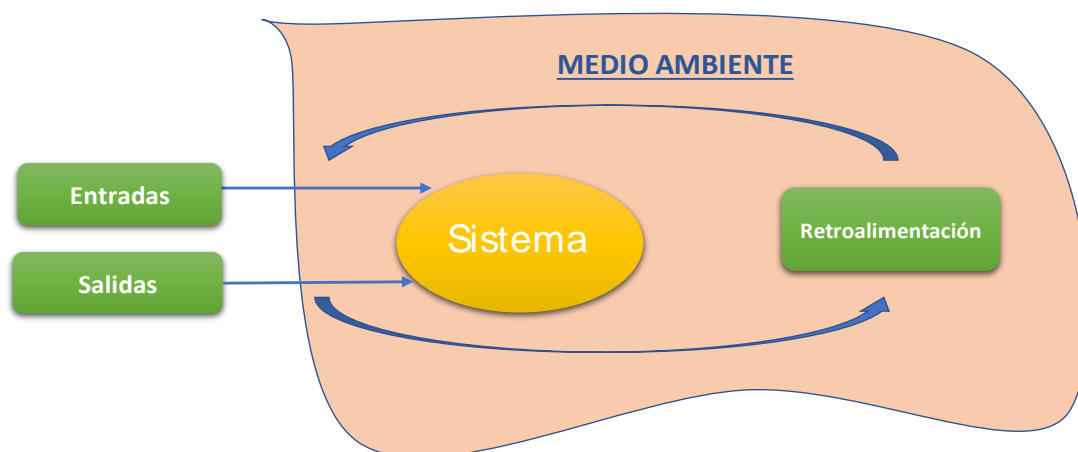 MEDIO AMBIENTE
Entradas
Sistema
Retroalimentación
Salidas